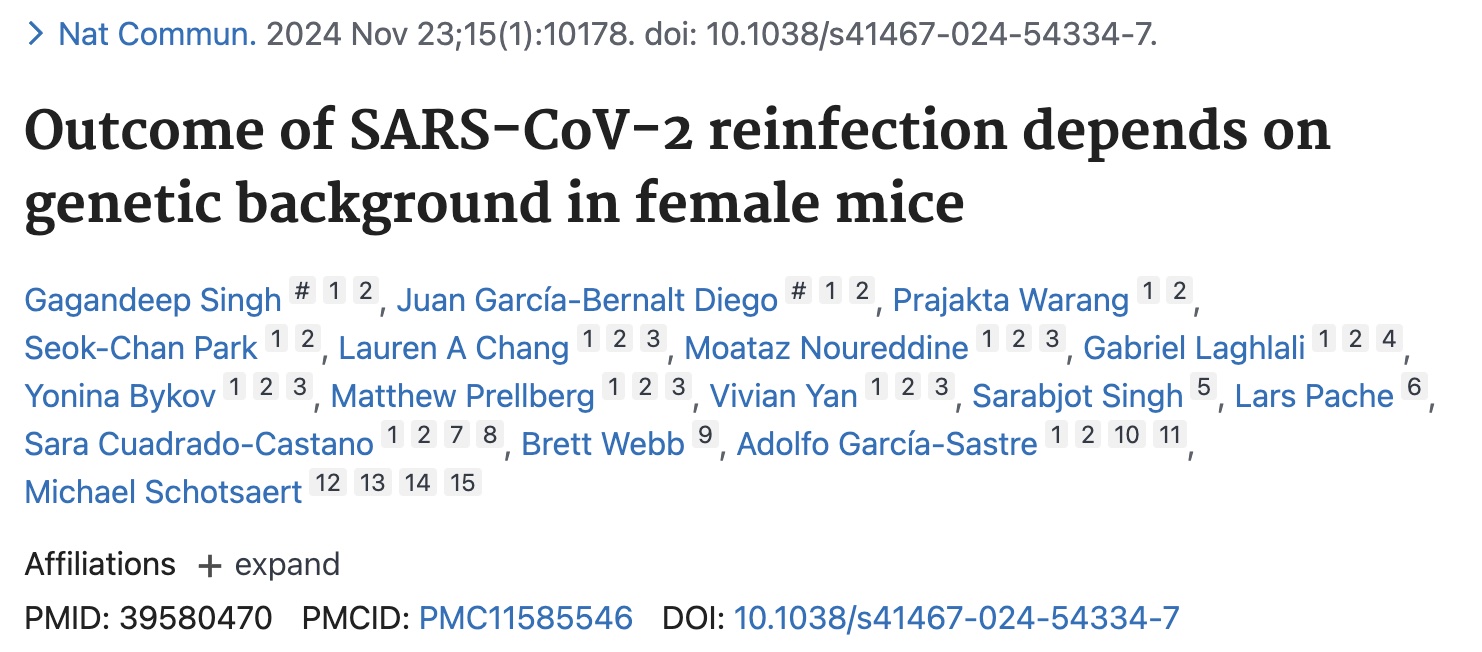 > Nat Commun. 2024 Nov 23;15(1):10178. doi: 10.1038/s41467-024-54334-7.
Outcome of SARS-CoV-2 reinfection depends on
genetic background in female mice
Gagandeep Singh # 1 2, Juan García-Bernalt Diego # 1 2, Prajakta Warang 1 2,
Seok-Chan Park 1 2, Lauren A Chang 1 2 3, Moataz Noureddine 1 2 3, Gabriel Laghlali 1 2 4,
Yonina Bykov 1 2 3, Matthew Prellberg 1 2 3, Vivian Yan 1 2 3, Sarabjot Singh 5, Lars Pache 6,
Sara Cuadrado-Castano 1 2 7 8, Brett Webb 9, Adolfo García-Sastre 1 2 10 11,
Michael Schotsaert 12 13 14 15
Affiliations + expand
PMID: 39580470 PMCID: PMC11585546 DOI: 10.1038/s41467-024-54334-7